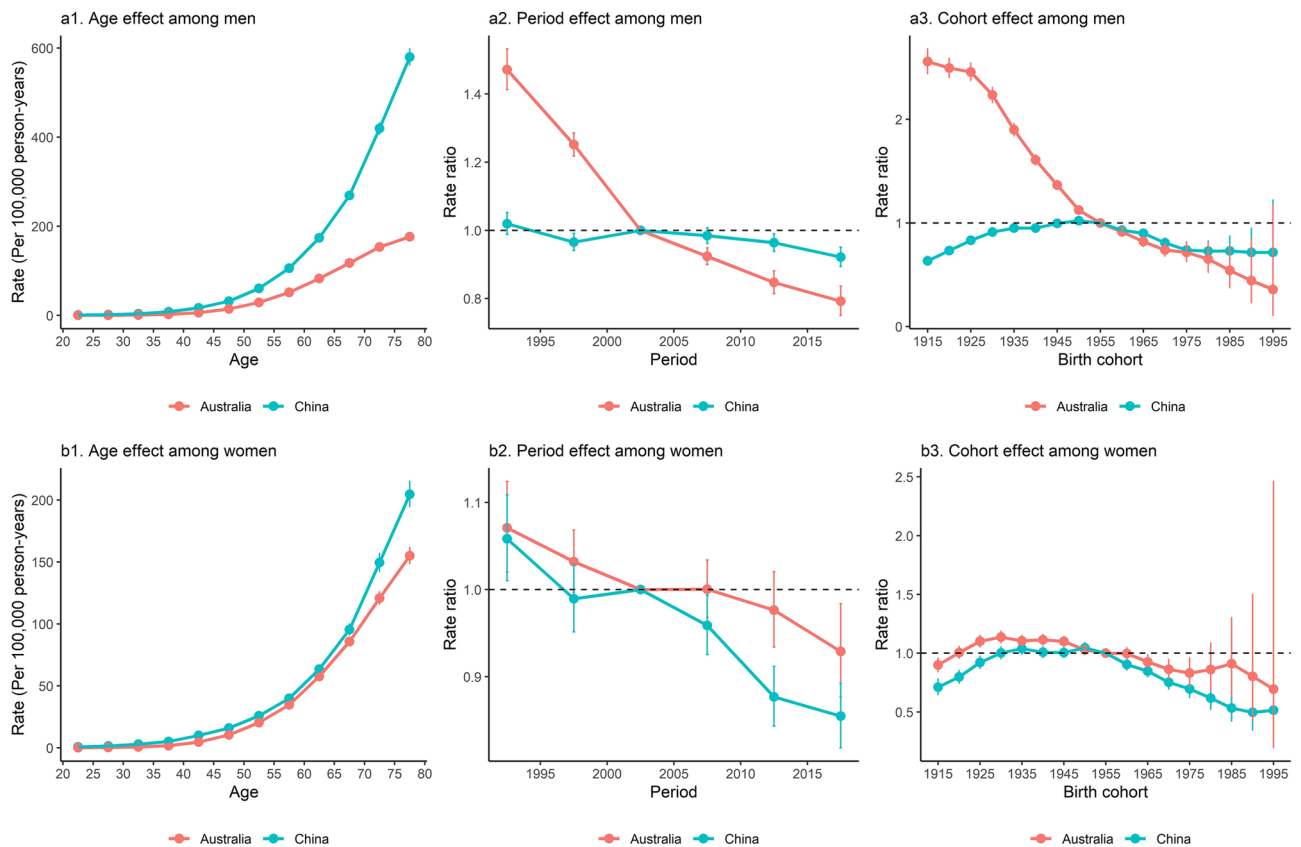 a1. Age effect among men
Rate (Per 100,000 person-years)
600
400
200
0
20 25 30 35 40 45 50 55 60 65 70 75 80
Age
Australia China
a2. Period effect among men
Rate ratio
1.4
1.2
1.0
0.8
1995 2000 2005 2010 2015
Period
Australia China
a3. Cohort effect among men
Rate ratio
2
1
0
1915 1925 1935 1945 1955 1965 1975 1985 1995
Birth cohort
Australia China
b1. Age effect among women
Rate (Per 100,000 person-years)
200
150
100
50
0
20 25 30 35 40 45 50 55 60 65 70 75 80
Age
Australia China
b2. Period effect among women
Rate ratio
1.1
1.0
0.9
1995 2000 2005 2010 2015
Period
Australia China
b3. Cohort effect among women
Rate ratio
2.5
2.0
1.5
1.0
0.5
1915 1925 1935 1945 1955 1965 1975 1985 1995
Birth cohort
Australia China